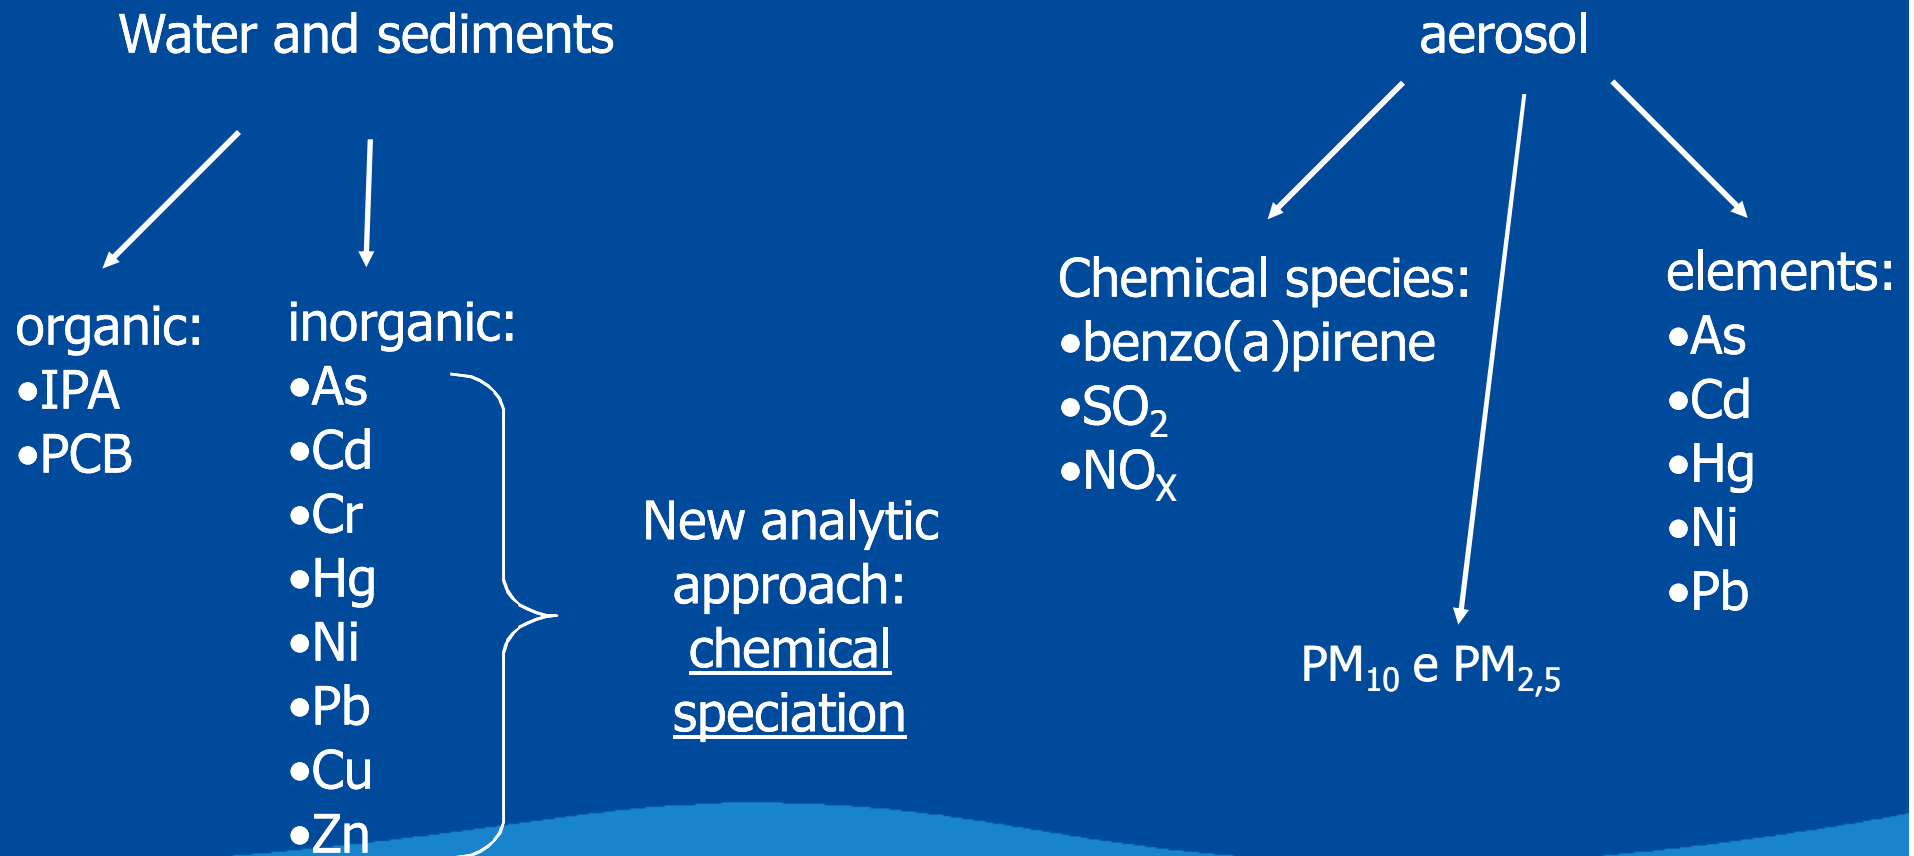 Water and sediments
organic:
•IPA
•PCB
inorganic:
•As
•Cd
•Cr
•Hg
•Ni
•Pb
•Cu
•Zn
New analytic
approach:
chemical
speciation
aerosol
Chemical species:
•benzo(a)pirene
•SO₂
•NOₓ
PM₁₀ e PM₂,₅
elements:
•As
•Cd
•Hg
•Ni
•Pb